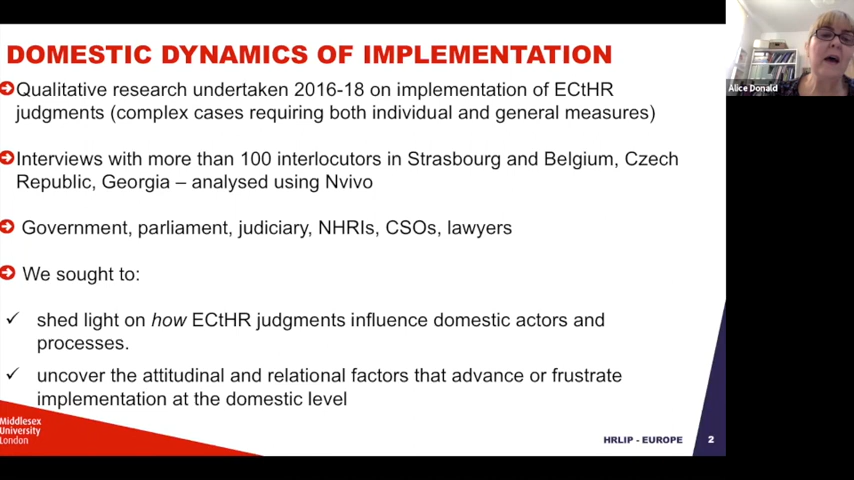 DOMESTIC DYNAMICS OF IMPLEMENTATION
Qualitative research undertaken 2016-18 on implementation of ECtHR
judgments (complex cases requiring both individual and general measures)
Interviews with more than 100 interlocutors in Strasbourg and Belgium, Czech
Republic, Georgia – analysed using Nvivo
Government, parliament, judiciary, NHRIs, CSOs, lawyers
We sought to:
shed light on how ECtHR judgments influence domestic actors and
processes.
uncover the attitudinal and relational factors that advance or frustrate
implementation at the domestic level
Middlesex
University
London
HRLIP - EUROPE 2
Alice Donald